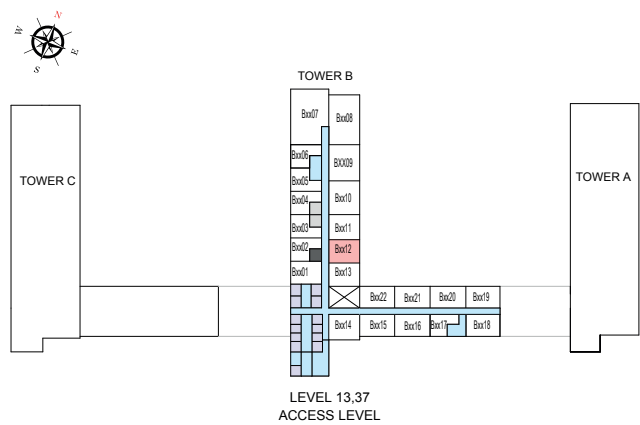 N
W
E
S
TOWER B
Bxx07
Bxx08
Bxx06
BXX09
Bxx05
TOWER C
TOWER A
Bxx04
Bxx10
Bxx03
Bxx11
Bxx02
Bxx12
Bxx01
Bxx13
Bxx22
Bxx21
Bxx20
Bxx19
Bxx14
Bxx15
Bxx16
Bxx17
Bxx18
LEVEL 13,37
ACCESS LEVEL